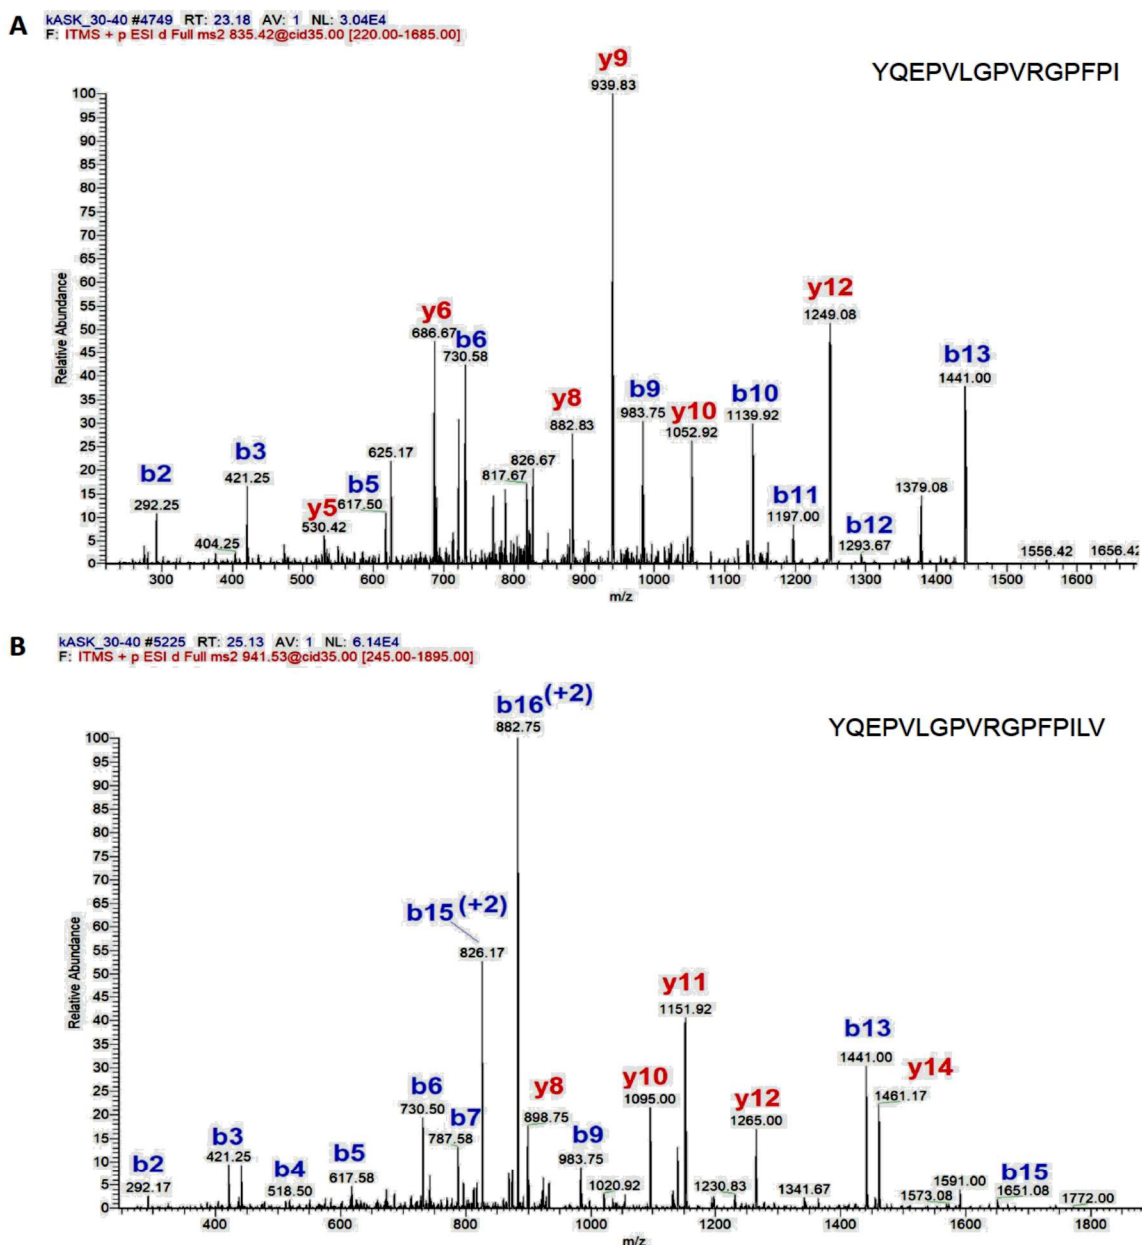 A
kASK_30-40 #4749 RT: 23.18 AV: 1 NL: 3.04E4
F: ITMS + p ESI d Full ms2 835.42@cid35.00 [220.00-1685.00]
YQEPVLGPVRGPFPI
y9
939.83
y12
1249.08
y6
686.67
b6
730.58
b13
1441.00
y8
882.83
b9
983.75
y10
1052.92
b10
1139.92
b3
421.25
625.17
826.67
817.67
b2
292.25
b5
617.50
y5
530.42
404.25
b11
1197.00
1379.08
b12
1293.67
1556.42
1656.42
100
95
90
85
80
75
70
65
60
55
50
45
40
35
30
25
20
15
10
5
0
Relative Abundance
300 400 500 600 700 800 900 1000 1100 1200 1300 1400 1500 1600
m/z
B
kASK_30-40 #5225 RT: 25.13 AV: 1 NL: 6.14E4
F: ITMS + p ESI d Full ms2 941.53@cid35.00 [245.00-1895.00]
YQEPVLGPVRGPFPILV
b16(+2)
882.75
b15(+2)
826.17
y11
1151.92
b13
1441.00
y14
1461.17
b6
730.50
b7
787.58
y8
898.75
y10
1095.00
y12
1265.00
b9
983.75
b3
421.25
b2
292.17
b4
518.50
b5
617.58
1020.92
1230.83
1341.67
1573.08
1591.00
b15
1651.08
1772.00
100
95
90
85
80
75
70
65
60
55
50
45
40
35
30
25
20
15
10
5
0
Relative Abundance
400 600 800 1000 1200 1400 1600 1800
m/z